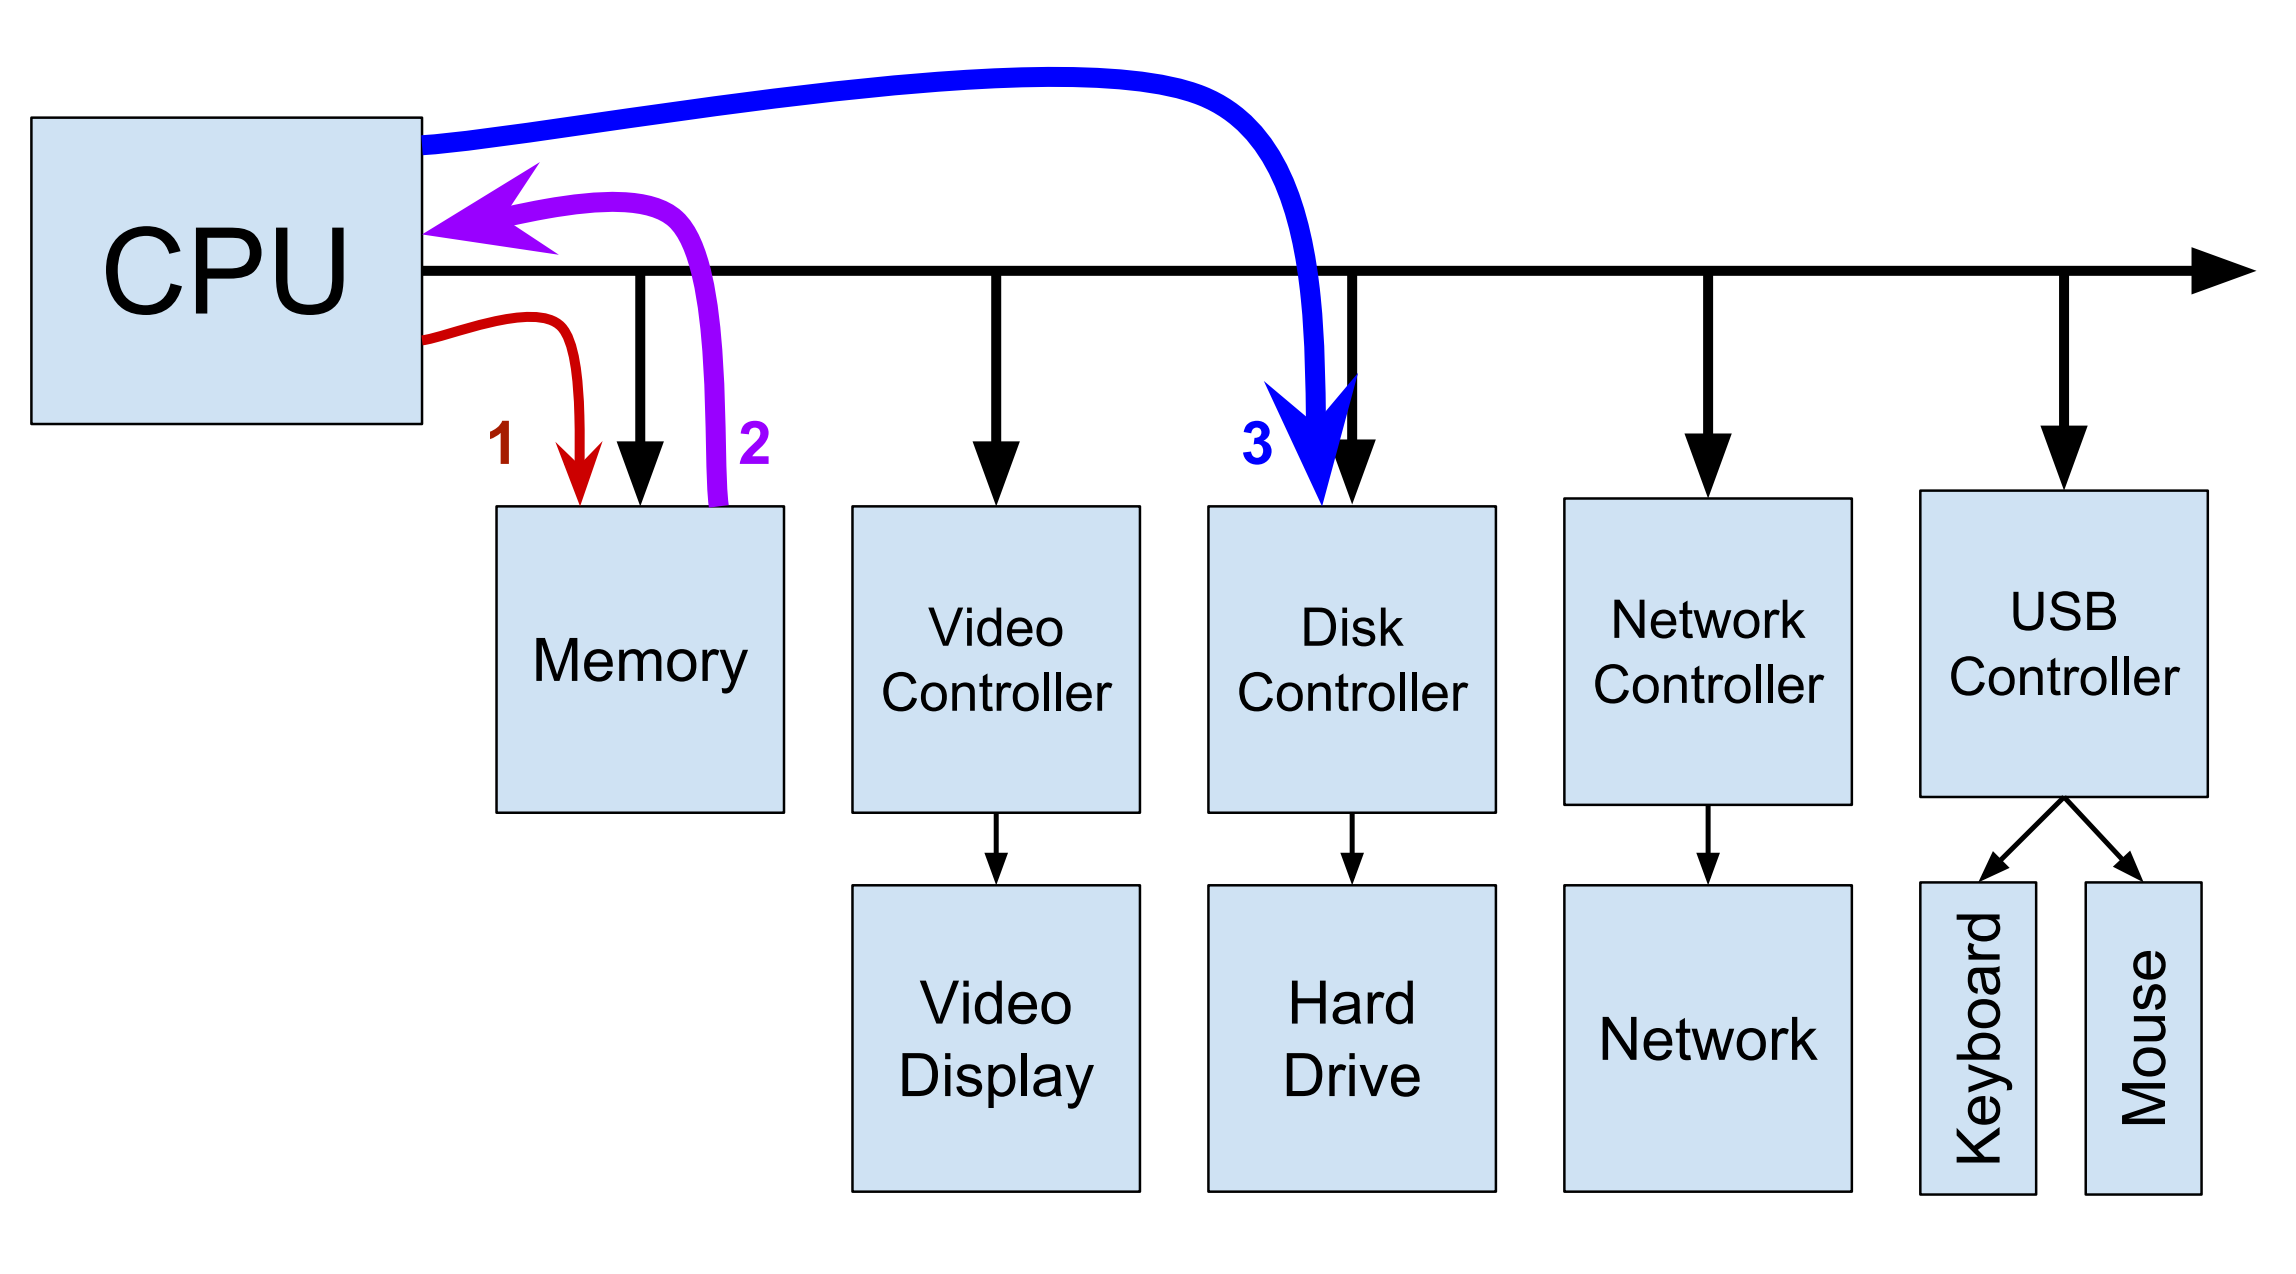 CPU
1
2
3
Memory
Video
Controller
Disk
Controller
Network
Controller
USB
Controller
Video
Display
Hard
Drive
Network
Keyboard
Mouse